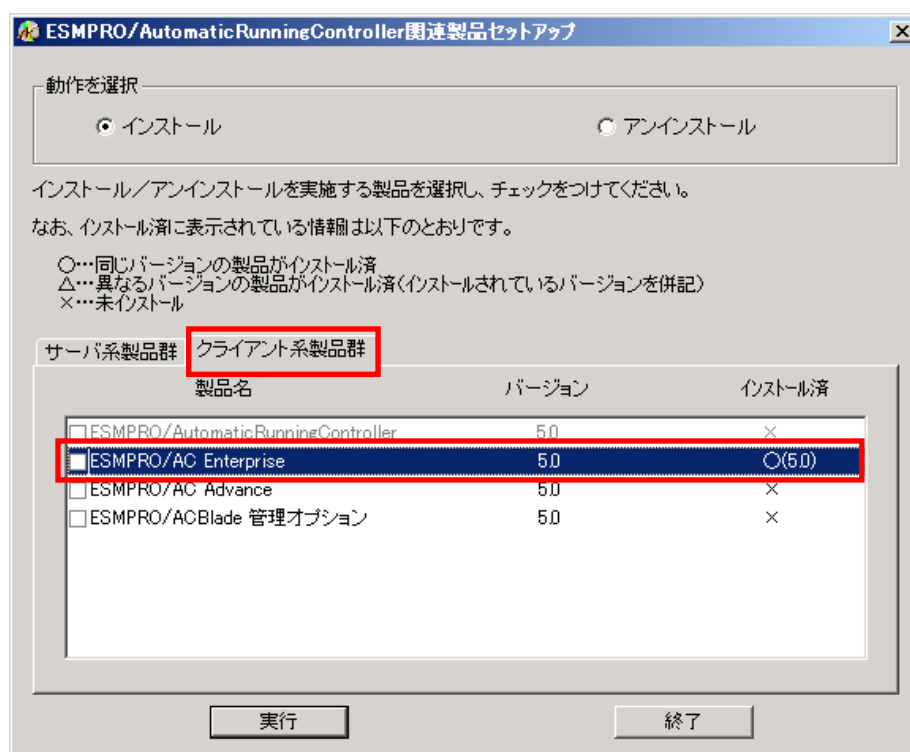 ESMPRO/AutomaticRunningController関連製品セットアップ
動作を選択
インストール アンインストール
インストール／アンインストールを実施する製品を選択し、チェックをつけてください。
なお、インストール済に表示されている情報は以下のとおりです。
○…同じバージョンの製品がインストール済
△…異なるバージョンの製品がインストール済(インストールされているバージョンを併記)
×…未インストール
サーバ系製品群 クライアント系製品群
製品名 バージョン インストール済
ESMPRO/AutomaticRunningController 5.0 ×
ESMPRO/AC Enterprise 5.0 ○(5.0)
ESMPRO/AC Advance 5.0 ×
ESMPRO/ACBlade 管理オプション 5.0 ×
実行 終了